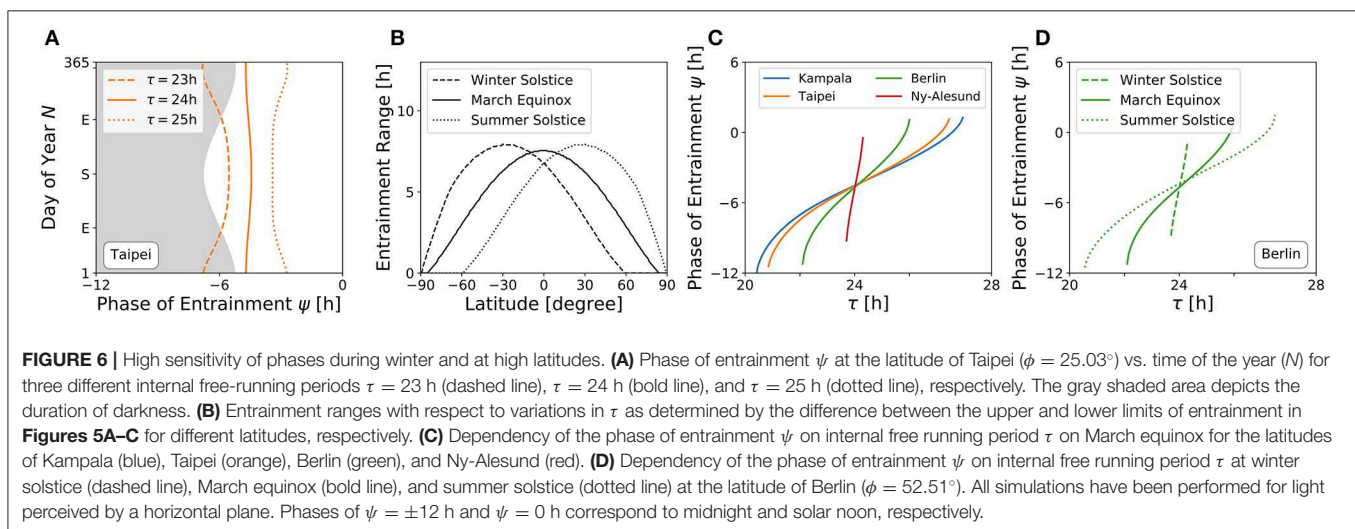 A
B
C
D
365
E
S
E
1
Day of Year N
τ = 23h
τ = 24h
τ = 25h
Taipei
−12
−6
0
Phase of Entrainment ψ [h]
Entrainment Range [h]
10
5
0
Winter Solstice
March Equinox
Summer Solstice
−90
−60
−30
0
30
60
90
Latitude [degree]
Phase of Entrainment ψ [h]
6
0
−6
−12
Kampala
Taipei
Berlin
Ny-Alesund
20
24
28
τ [h]
Phase of Entrainment ψ [h]
6
0
−6
−12
Winter Solstice
March Equinox
Summer Solstice
Berlin
20
24
28
τ [h]
FIGURE 6 | High sensitivity of phases during winter and at high latitudes. (A) Phase of entrainment ψ at the latitude of Taipei (ϕ = 25.03°) vs. time of the year (N) for
three different internal free-running periods τ = 23 h (dashed line), τ = 24 h (bold line), and τ = 25 h (dotted line), respectively. The gray shaded area depicts the
duration of darkness. (B) Entrainment ranges with respect to variations in τ as determined by the difference between the upper and lower limits of entrainment in
Figures 5A–C for different latitudes, respectively. (C) Dependency of the phase of entrainment ψ on internal free running period τ on March equinox for the latitudes
of Kampala (blue), Taipei (orange), Berlin (green), and Ny-Alesund (red). (D) Dependency of the phase of entrainment ψ on internal free running period τ at winter
solstice (dashed line), March equinox (bold line), and summer solstice (dotted line) at the latitude of Berlin (ϕ = 52.51°). All simulations have been performed for light
perceived by a horizontal plane. Phases of ψ = ±12 h and ψ = 0 h correspond to midnight and solar noon, respectively.